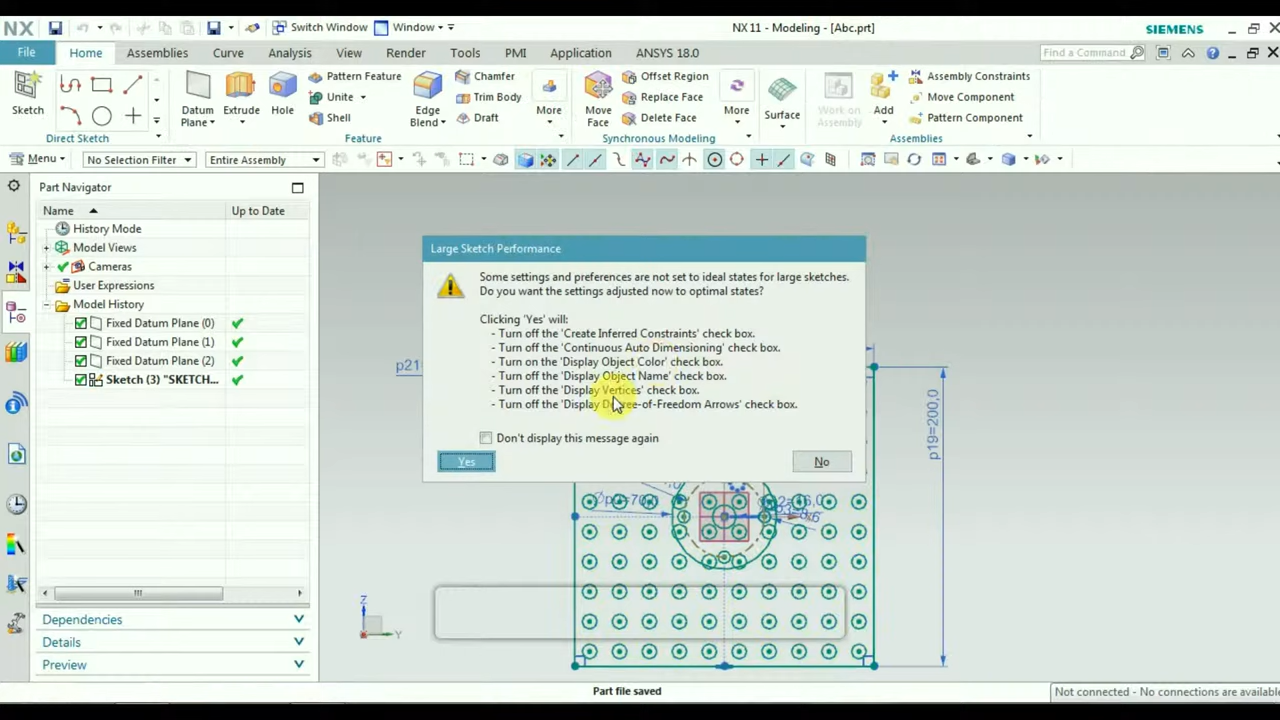 NX
Switch Window
Window
NX 11 - Modeling - [Abc.prt]
SIEMENS
File
Home
Assemblies
Curve
Analysis
View
Render
Tools
PMI
Application
ANSYS 18.0
Find a Command
Sketch
Direct Sketch
Datum
Plane
Extrude
Hole
Pattern Feature
Unite
Shell
Edge
Blend
Chamfer
Trim Body
Draft
More
Feature
Move
Face
Offset Region
Replace Face
Delete Face
More
Synchronous Modeling
Surface
Work on
Assembly
Add
Assembly Constraints
Move Component
Pattern Component
Assemblies
Menu
No Selection Filter
Entire Assembly
Part Navigator
Name
Up to Date
History Mode
Model Views
Cameras
User Expressions
Model History
Fixed Datum Plane (0)
Fixed Datum Plane (1)
Fixed Datum Plane (2)
Sketch (3) "SKETCH...
Dependencies
Details
Preview
Large Sketch Performance
Some settings and preferences are not set to ideal states for large sketches.
Do you want the settings adjusted now to optimal states?
Clicking 'Yes' will:
- Turn off the 'Create Inferred Constraints' check box.
- Turn off the 'Continuous Auto Dimensioning' check box.
- Turn on the 'Display Object Color' check box.
- Turn off the 'Display Object Name' check box.
- Turn off the 'Display Vertices' check box.
- Turn off the 'Display Degree-of-Freedom Arrows' check box.
Don't display this message again
Yes
No
p21
p19=200,0
Z
Y
Part file saved
Not connected - No connections are available